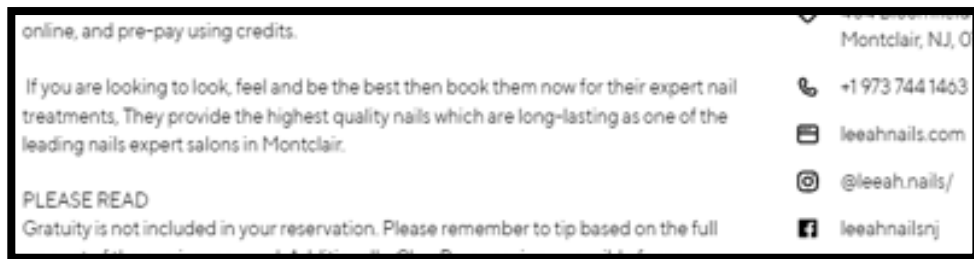 online, and pre-pay using credits.
If you are looking to look, feel and be the best then book them now for their expert nail
treatments, They provide the highest quality nails which are long-lasting as one of the
leading nails expert salons in Montclair.
PLEASE READ
Gratuity is not included in your reservation. Please remember to tip based on the full
Montclair, NJ,
+1 973 744 1463
leeahnails.com
@leeah.nails/
leeahnailsnj